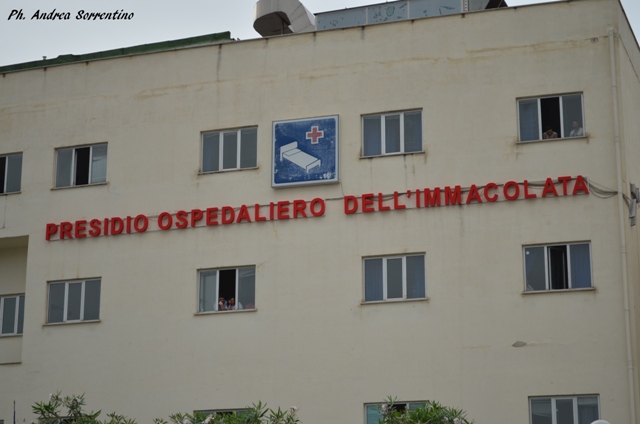 Ph. Andrea Sorrentino
PRESIDIO OSPEDALIERO DELL'IMMACOLATA